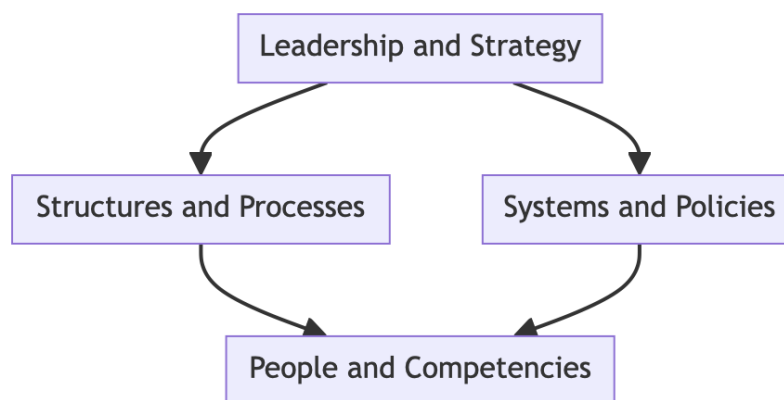 Leadership and Strategy
Structures and Processes
Systems and Policies
People and Competencies